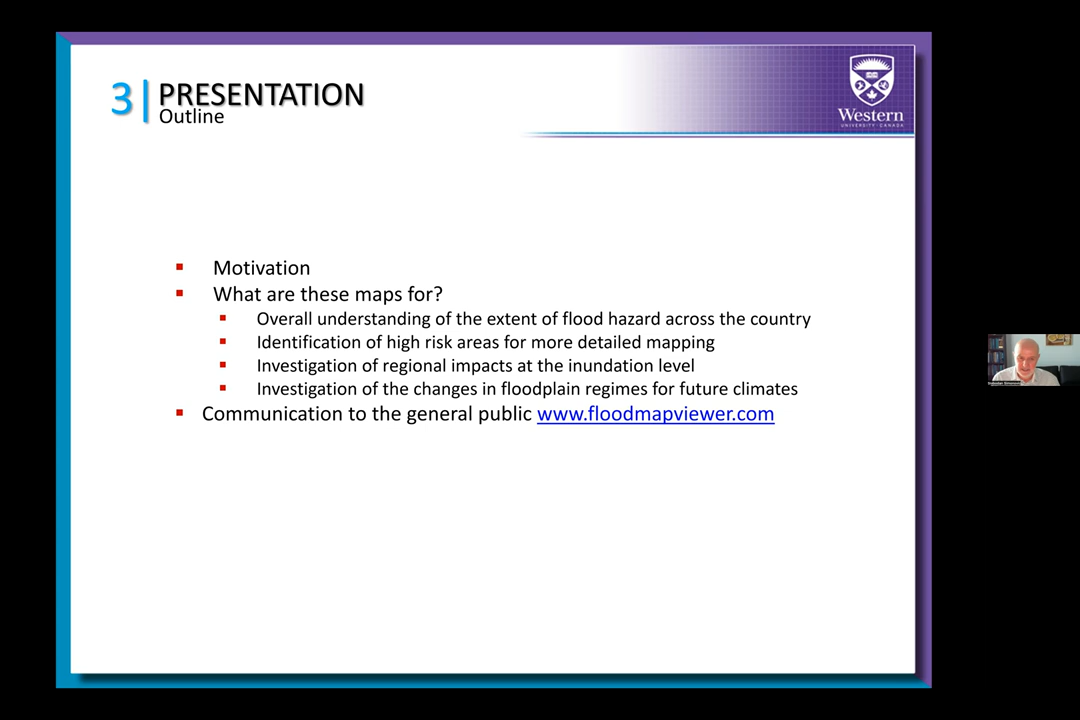 3
PRESENTATION
Outline
Western
UNIVERSITY · CANADA
▪ Motivation
▪ What are these maps for?
▪ Overall understanding of the extent of flood hazard across the country
▪ Identification of high risk areas for more detailed mapping
▪ Investigation of regional impacts at the inundation level
▪ Investigation of the changes in floodplain regimes for future climates
▪ Communication to the general public www.floodmapviewer.com